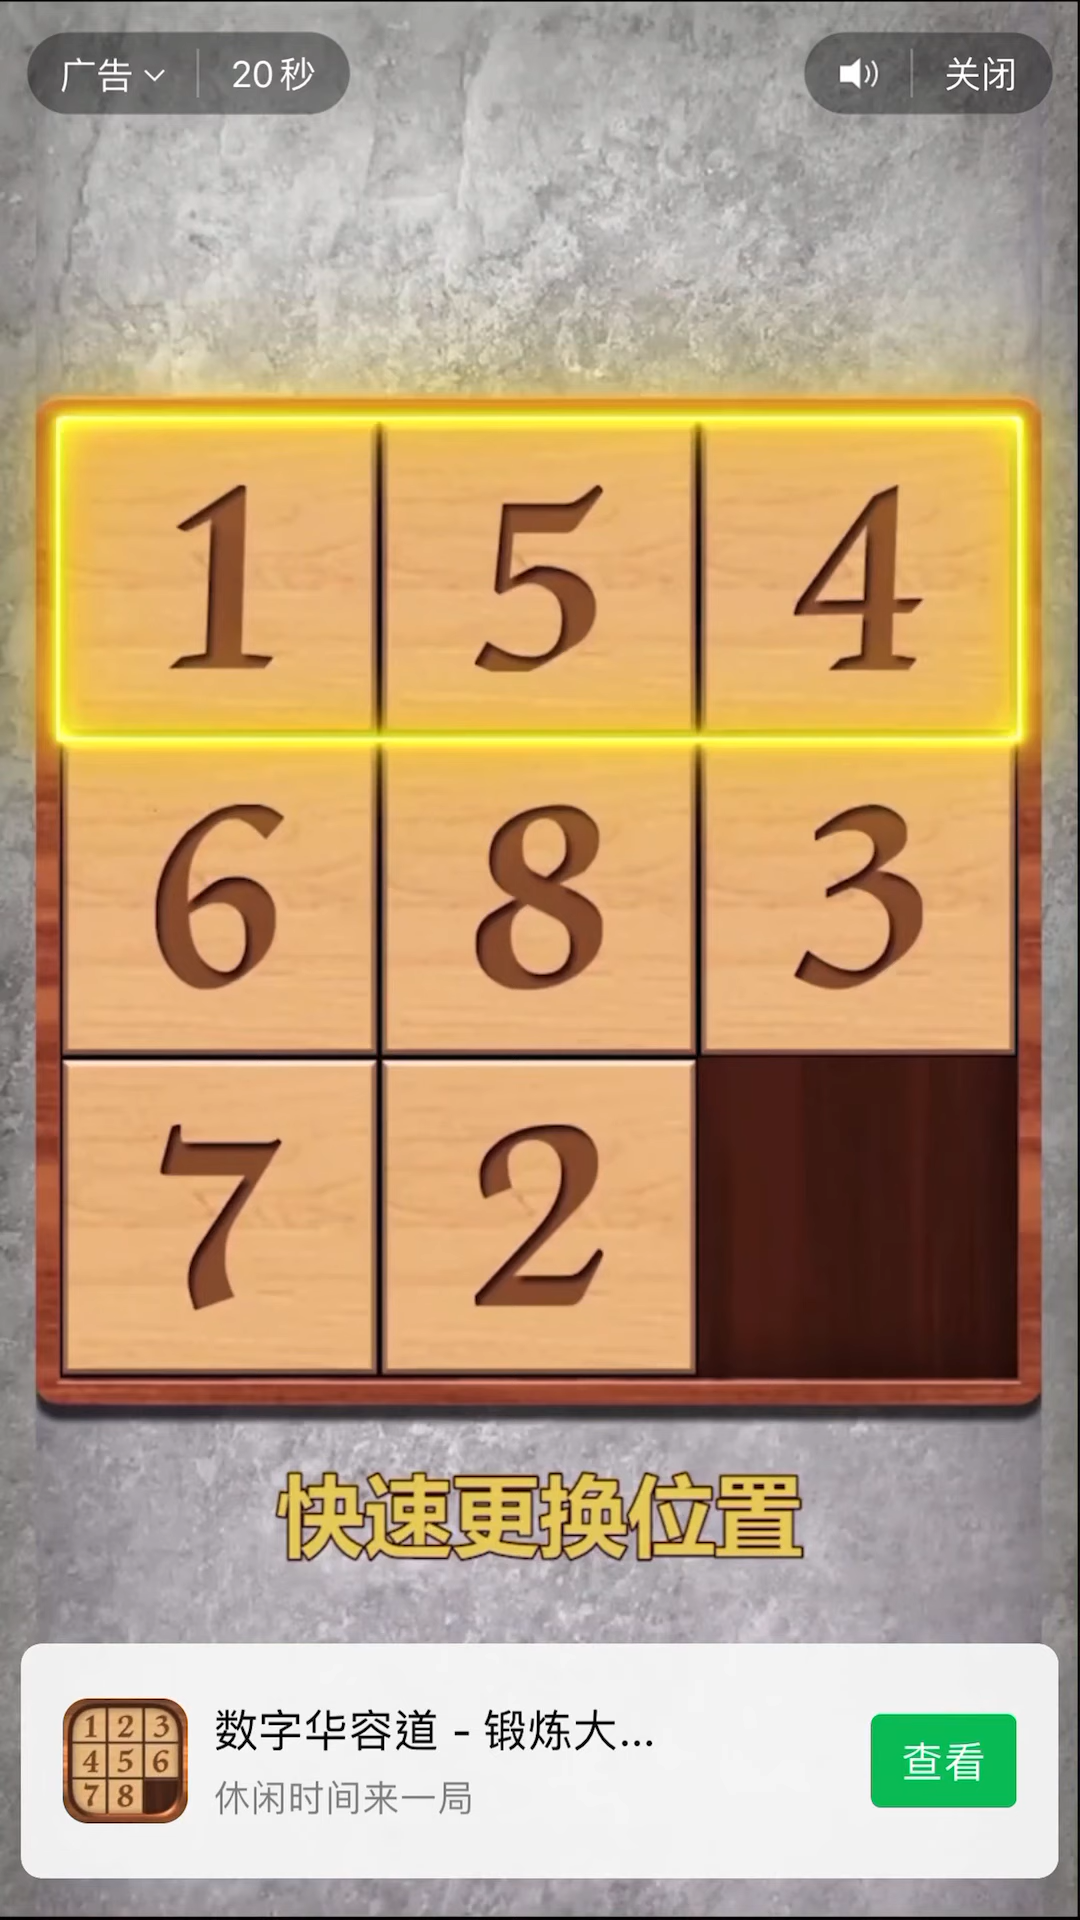 广告 20秒 关闭
1 5 4
6 8 3
7 2
快速更换位置
1 2 3
4 5 6
7 8
数字华容道 - 锻炼大...
休闲时间来一局
查看